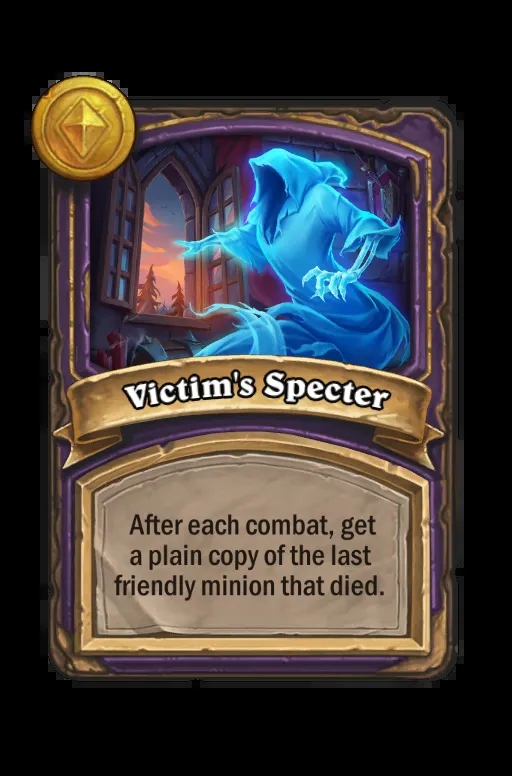 Victim's Specter
After each combat, get
a plain copy of the last
friendly minion that died.